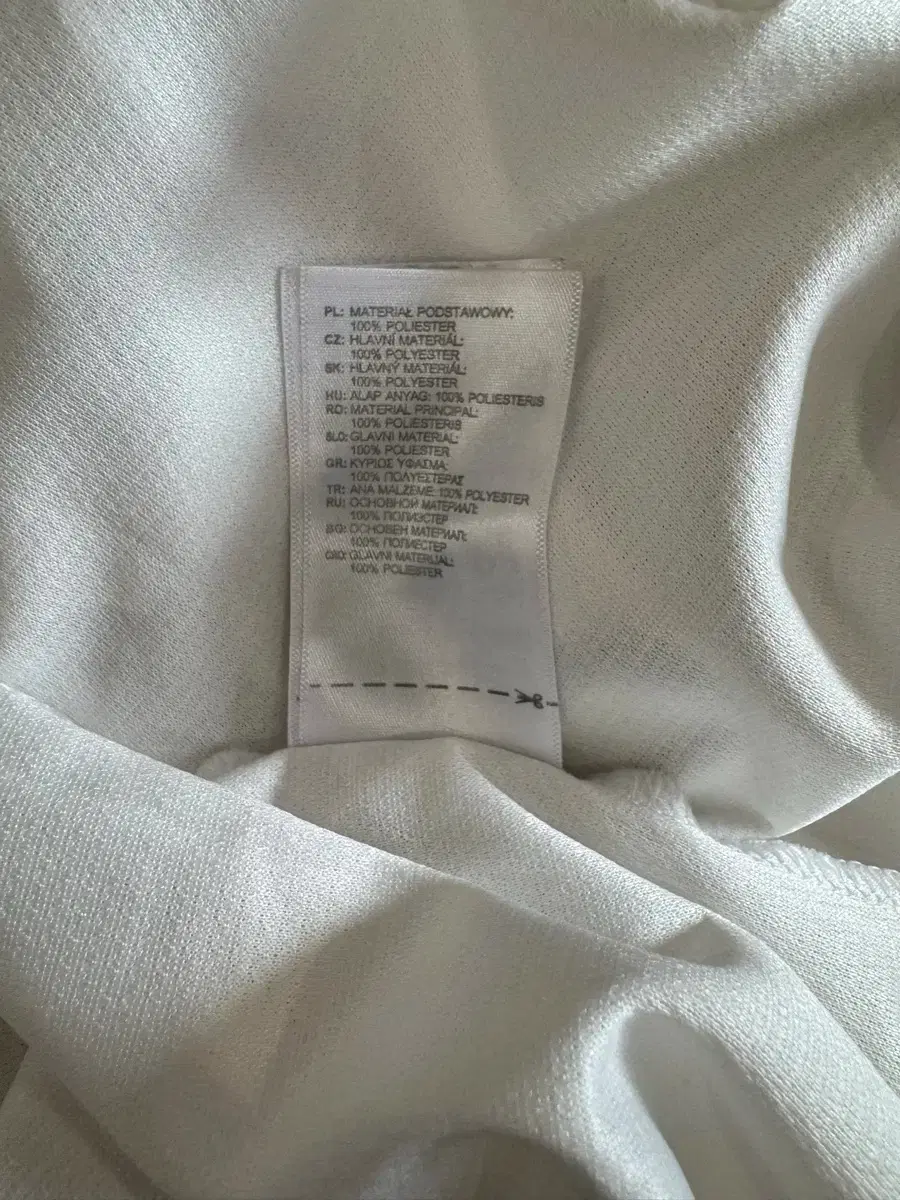 PL: MATERIAŁ PODSTAWOWY:
100% POLIESTER
CZ: HLAVNÍ MATERIÁL:
100% POLYESTER
SK: HLAVNÝ MATERIÁL:
100% POLYESTER
HU: ALAP ANYAG: 100% POLIESTERIS
RO: MATERIAL PRINCIPAL:
100% POLIESTERIS
SLO: GLAVNI MATERIAL:
100% POLIESTER
GR: ΚΥΡΙΟΣ ΥΦΑΣΜΑ:
100% ΠΟΛΥΕΣΤΕΡΑΣ
TR: ANA MALZEME: 100% POLYESTER
RU: ОСНОВНОЙ МАТЕРИАЛ:
100% ПОЛИЭСТЕР
BG: ОСНОВЕН МАТЕРИАЛ:
100% ПОЛИЕСТЕР
GLAVNI MATERIJAL:
100% POLIESTER